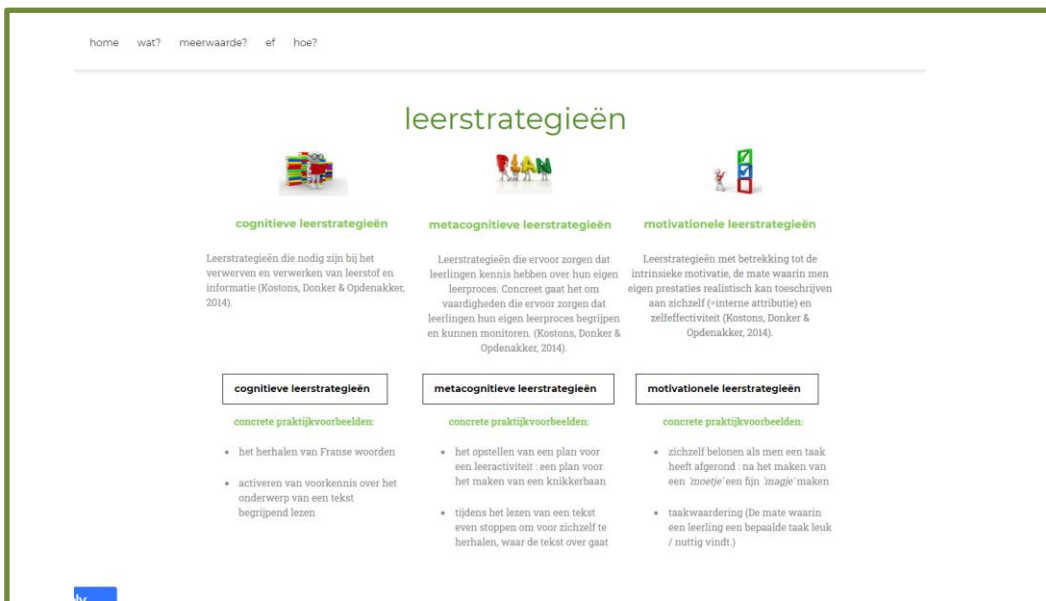 home wat? meerwaarde? ef hoe?
leerstrategieën
PLAN
cognitieve leerstrategieën
Leerstrategieën die nodig zijn bij het
verwerven en verwerken van leerstof en
informatie (Kostons, Donker & Opdenakker,
2014).
cognitieve leerstrategieën
concrete praktijkvoorbeelden:
• het herhalen van Franse woorden
• activeren van voorkennis over het
onderwerp van een tekst
begrijpend lezen
metacognitieve leerstrategieën
Leerstrategieën die ervoor zorgen dat
leerlingen kennis hebben over hun eigen
leerproces. Concreet gaat het om
vaardigheden die ervoor zorgen dat
leerlingen hun eigen leerproces begrijpen
en kunnen monitoren. (Kostons, Donker &
Opdenakker, 2014).
metacognitieve leerstrategieën
concrete praktijkvoorbeelden:
• het opstellen van een plan voor
een leeractiviteit : een plan voor
het maken van een knikkerbaan
• tijdens het lezen van een tekst
even stoppen om voor zichzelf te
herhalen, waar de tekst over gaat
motivationele leerstrategieën
Leerstrategieën met betrekking tot de
intrinsieke motivatie, de mate waarin men
eigen prestaties realistisch kan toeschrijven
aan zichzelf (=interne attributie) en
zelfeffectiviteit (Kostons, Donker &
Opdenakker, 2014).
motivationele leerstrategieën
concrete praktijkvoorbeelden:
• zichzelf belonen als men een taak
heeft afgerond : na het maken van
een 'moetje' een fijn 'magje' maken
• taakwaardering (De mate waarin
een leerling een bepaalde taak leuk
/ nuttig vindt.)